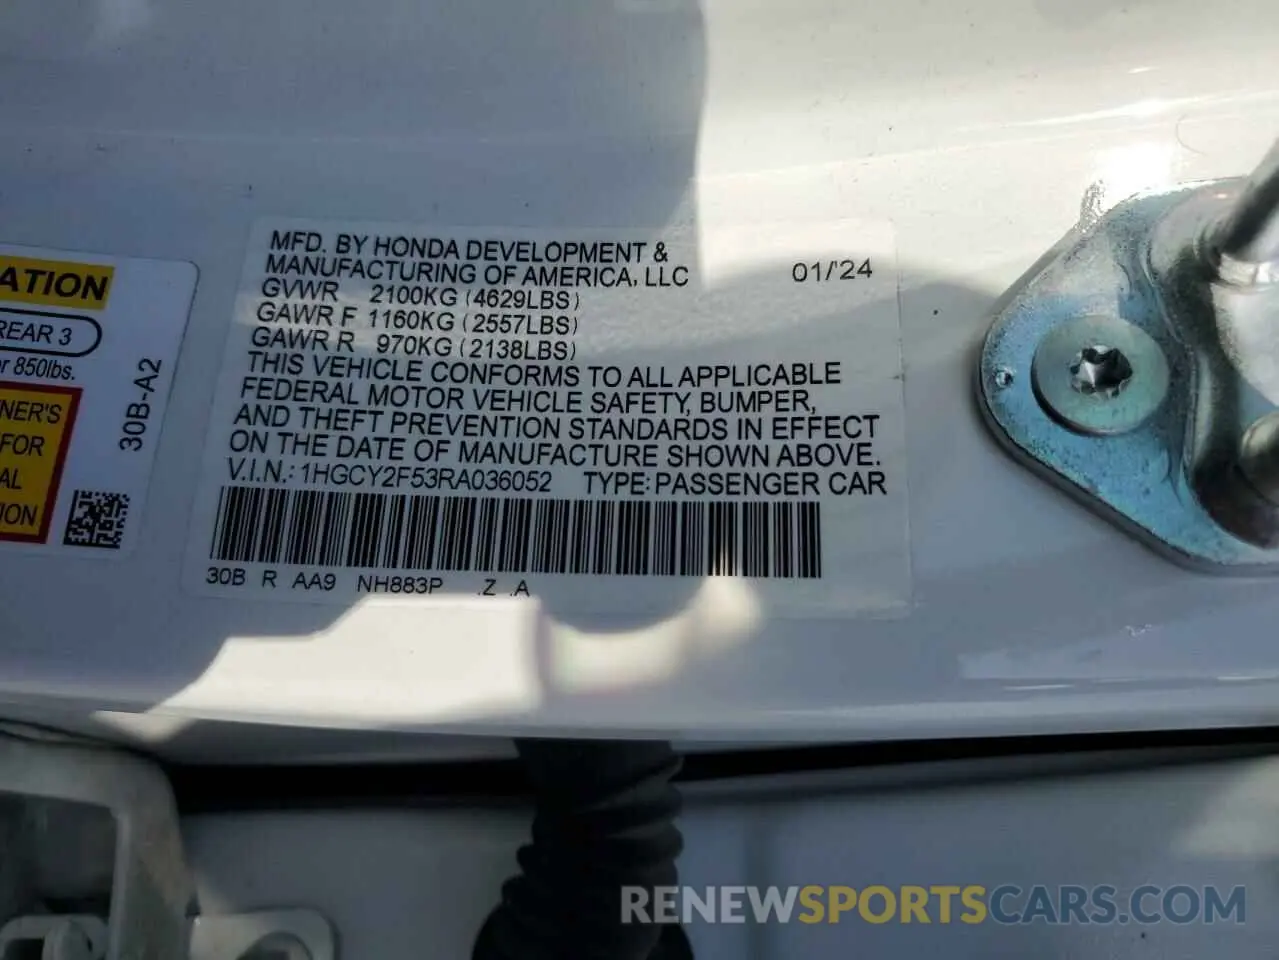 MFD. BY HONDA DEVELOPMENT &
MANUFACTURING OF AMERICA, LLC 01/'24
GVWR 2100KG (4629LBS)
GAWR F 1160KG (2557LBS)
GAWR R 970KG (2138LBS)
THIS VEHICLE CONFORMS TO ALL APPLICABLE
FEDERAL MOTOR VEHICLE SAFETY, BUMPER,
AND THEFT PREVENTION STANDARDS IN EFFECT
ON THE DATE OF MANUFACTURE SHOWN ABOVE.
V.I.N.: 1HGCY2F53RA036052 TYPE: PASSENGER CAR
30B R AA9 NH883P .Z .A
ATION
REAR 3
or 850lbs.
NER'S
FOR
AL
ION
30B-A2
RENEWSPORTSCARS.COM